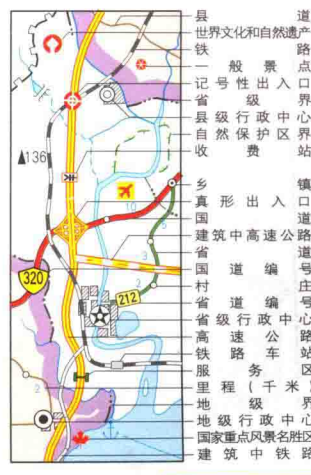 县道
世界文化和自然遗产
铁路
一般景点
记号性出入口
省级界
县级行政中心
自然保护区界
136
收费站
乡镇
真形出入口
10
国道
建筑中高速公路
3
省道
320
国道编号
2
村庄
212
省道编号
省级行政中心
高速公路
铁路车站
服务区
2
里程(千米)
地级界
地级行政中心
国家重点风景名胜区
建筑中铁路